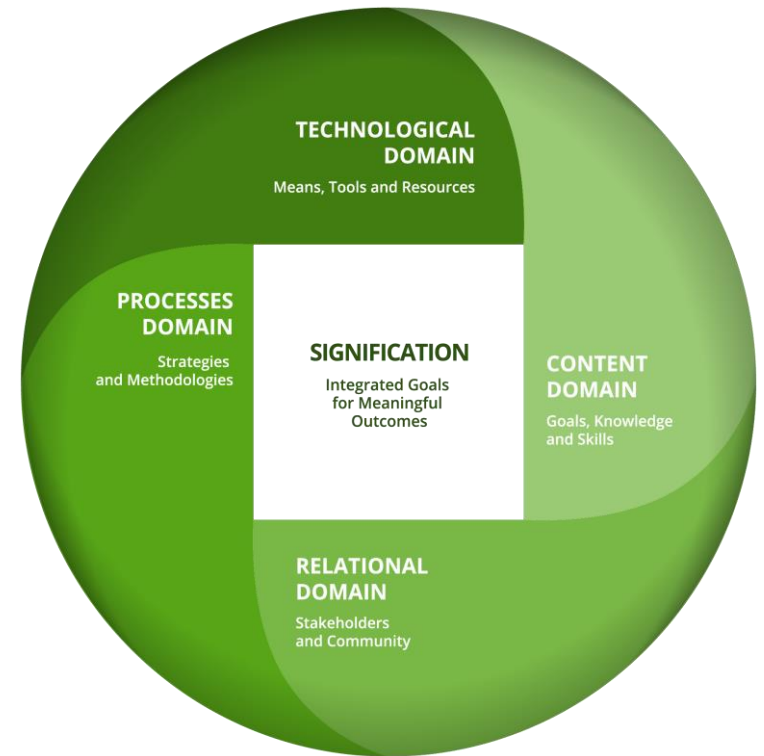 TECHNOLOGICAL
DOMAIN
Means, Tools and Resources
PROCESSES
DOMAIN
Strategies
and Methodologies
SIGNIFICATION
Integrated Goals
for Meaningful
Outcomes
CONTENT
DOMAIN
Goals, Knowledge
and Skills
RELATIONAL
DOMAIN
Stakeholders
and Community